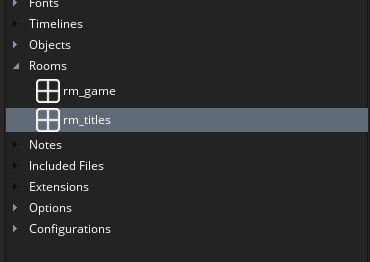 Fonts
Timelines
Objects
Rooms
rm_game
rm_titles
Notes
Included Files
Extensions
Options
Configurations